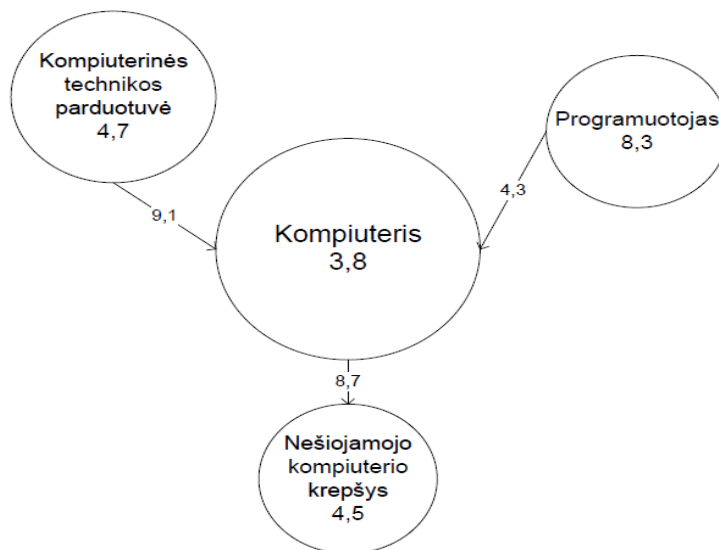 Kompiuterinės
technikos
parduotuvė
4,7
Programuotojas
8,3
9,1
4,3
Kompiuteris
3,8
8,7
Nešiojamojo
kompiuterio
krepšys
4,5